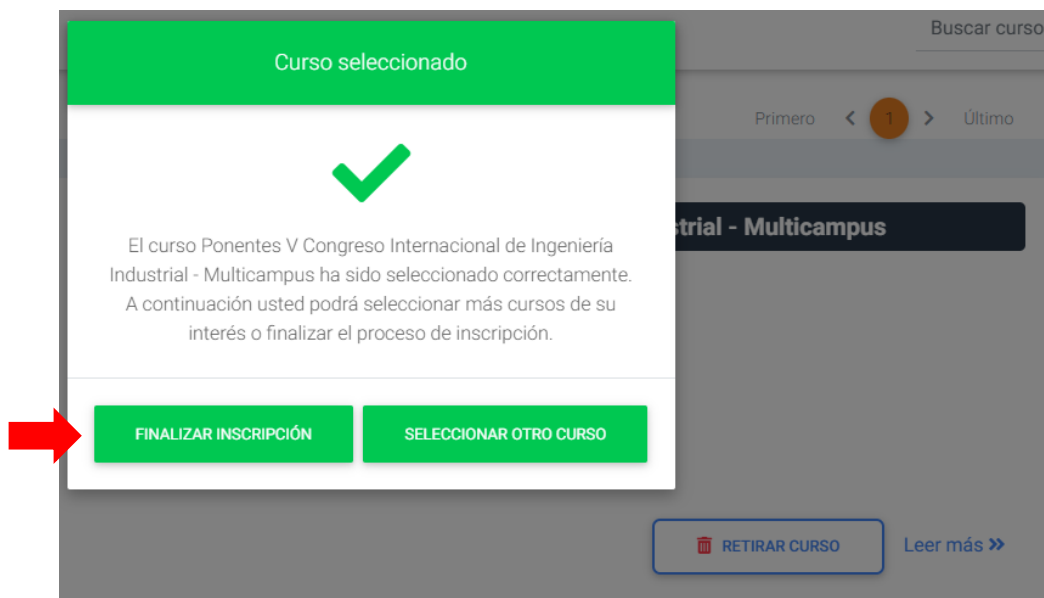 Buscar curso
Curso seleccionado
Primero 1 Último
strial - Multicampus
El curso Ponentes V Congreso Internacional de Ingeniería
Industrial - Multicampus ha sido seleccionado correctamente.
A continuación usted podrá seleccionar más cursos de su
interés o finalizar el proceso de inscripción.
FINALIZAR INSCRIPCIÓN
SELECCIONAR OTRO CURSO
RETIRAR CURSO
Leer más